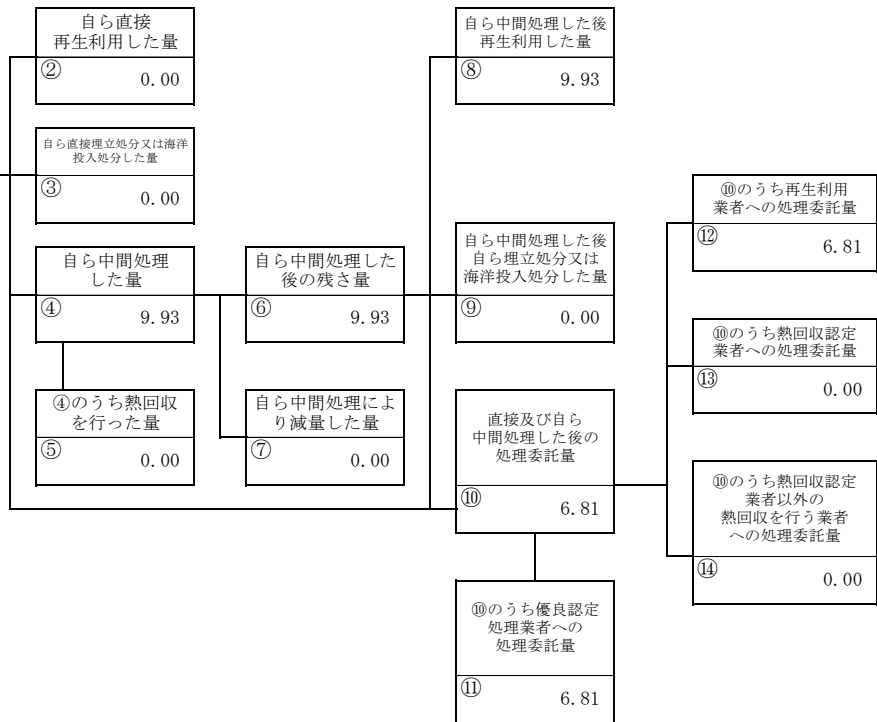 自ら直接
再生利用した量
②
0.00
自ら直接埋立処分又は海洋
投入処分した量
③
0.00
自ら中間処理
した量
④
9.93
④のうち熱回収
を行った量
⑤
0.00
自ら中間処理した
後の残さ量
⑥
9.93
自ら中間処理によ
り減量した量
⑦
0.00
自ら中間処理した後
再生利用した量
⑧
9.93
自ら中間処理した後
自ら埋立処分又は
海洋投入処分した量
⑨
0.00
直接及び自ら
中間処理した後の
処理委託量
⑩
6.81
⑩のうち優良認定
処理業者への
処理委託量
⑪
6.81
⑩のうち再生利用
業者への処理委託量
⑫
6.81
⑩のうち熱回収認定
業者への処理委託量
⑬
0.00
⑩のうち熱回収認定
業者以外の
熱回収を行う業者
への処理委託量
⑭
0.00